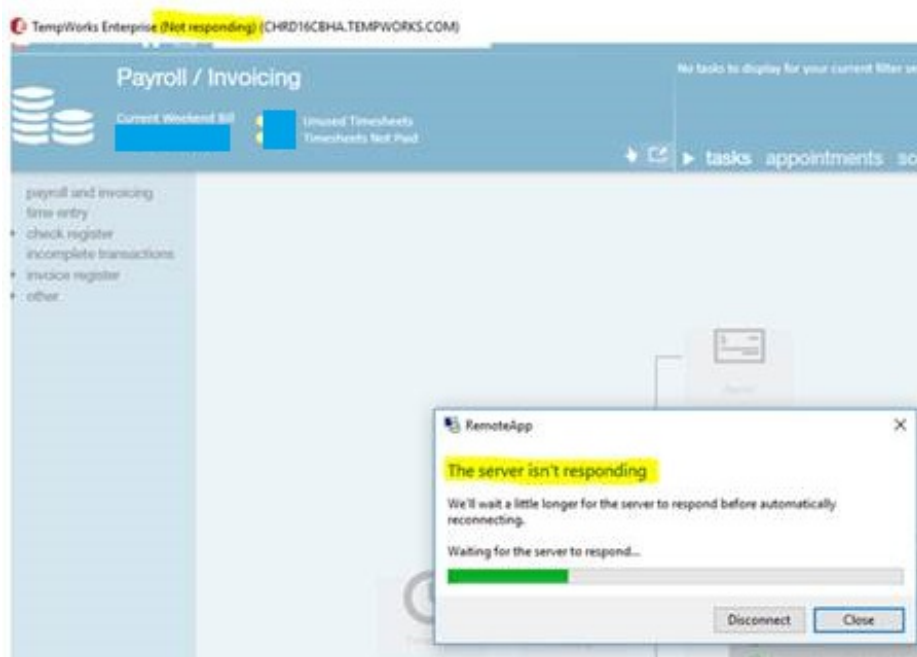 TempWorks Enterprise (Not responding) (CHRD16CBHA.TEMPWORKS.COM)
Payroll / Invoicing
No tasks to display for your current filter
Current Weekend Bill
Unused Timesheets
Timesheets Not Paid
tasks appointments
payroll and invoicing
time entry
check register
incomplete transactions
invoice register
other
RemoteApp
The server isn't responding
We'll wait a little longer for the server to respond before automatically
reconnecting.
Waiting for the server to respond...
Disconnect Close